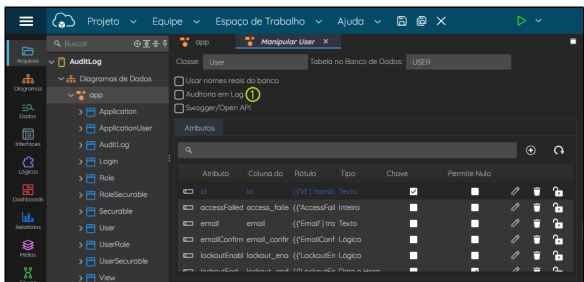 Projeto Equipe Espaço de Trabalho Ajuda
Buscar
app Manipular User
Arquivos
AuditLog
Classe: User Tabela no Banco de Dados: USER
Diagramas
Diagramas de Dados
Usar nomes reais do banco
app
Auditoria em Log 1
Dados
Application
Swagger/Open API
ApplicationUser
Atributos
Interfaces
AuditLog
Lógicas
Login
Role
Atributo Coluna do Rótulo Tipo Chave Permite Nulo
Dashboards
RoleSecurable
id id {{'Id' | translc Texto
Securable
accessFailed access_faile {{'AccessFail Inteiro
Relatórios
User
email email {{'Email' | tra Texto
UserRole
emailConfirm email_confir {{'EmailConf Lógico
Mídias
UserSecurable
lockoutEnabl lockout_ena {{'LockoutEn Lógico
View